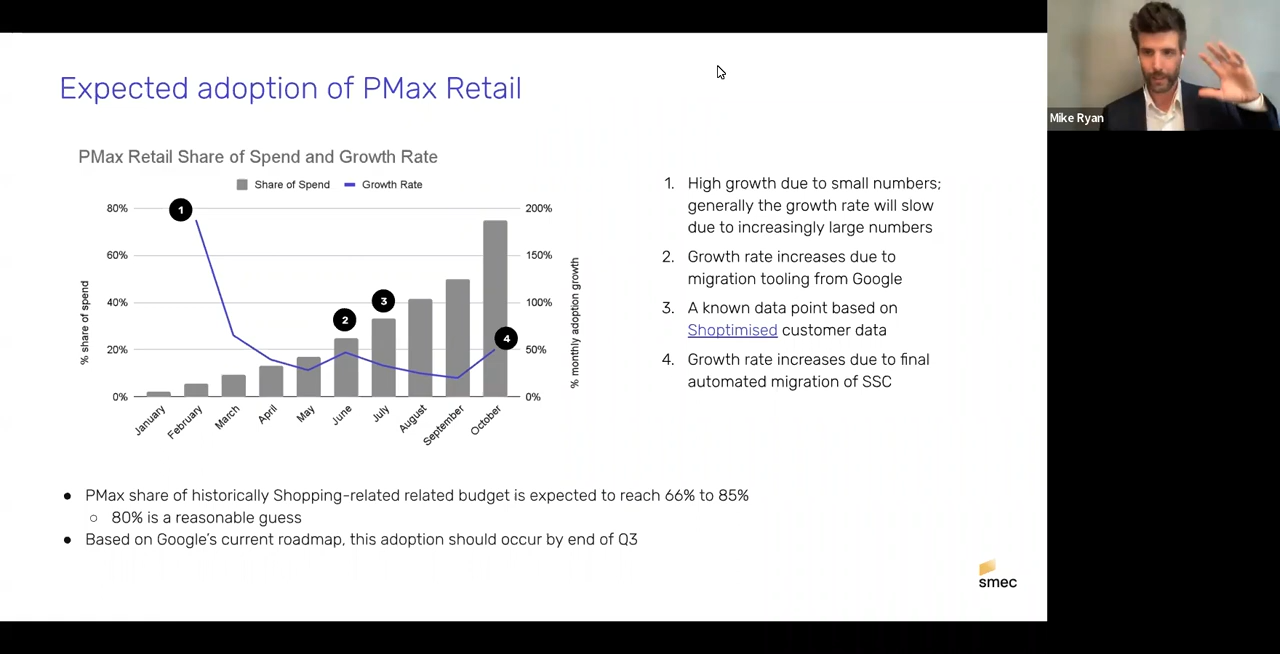 Expected adoption of PMax Retail
Mike Ryan
PMax Retail Share of Spend and Growth Rate
Share of Spend
Growth Rate
80%
60%
40%
20%
0%
% share of spend
200%
150%
100%
50%
0%
% monthly adoption growth
1
2
3
4
January
February
March
April
May
June
July
August
September
October
1. High growth due to small numbers;
generally the growth rate will slow
due to increasingly large numbers
2. Growth rate increases due to
migration tooling from Google
3. A known data point based on
Shoptimised customer data
4. Growth rate increases due to final
automated migration of SSC
● PMax share of historically Shopping-related related budget is expected to reach 66% to 85%
○ 80% is a reasonable guess
● Based on Google's current roadmap, this adoption should occur by end of Q3
smec